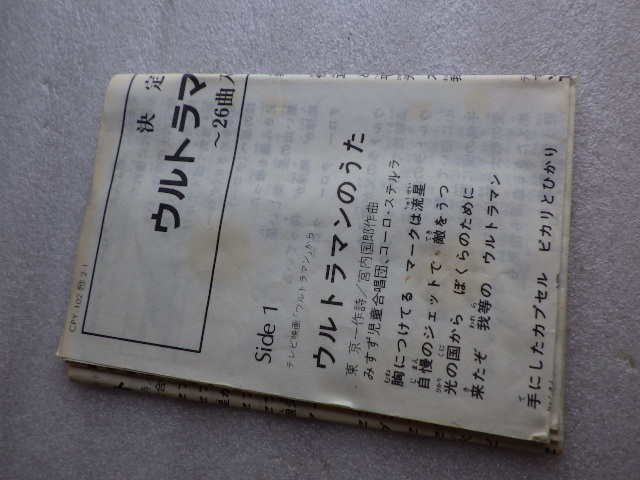 CPY 102 ㊞ 2.1
決定
ウルトラマ
～26曲入
Side 1
テレビ映画「ウルトラマン」から
ウルトラマンのうた
東 京一作詩/宮内国郎作曲
みすず児童合唱団、コーロ・ステルラ
胸につけてる マークは流星
自慢のジェットで、敵をうつ
光の国から ぼくらのために
来たぞ 我等の ウルトラマン
手にしたカプセル ピカリとひかり